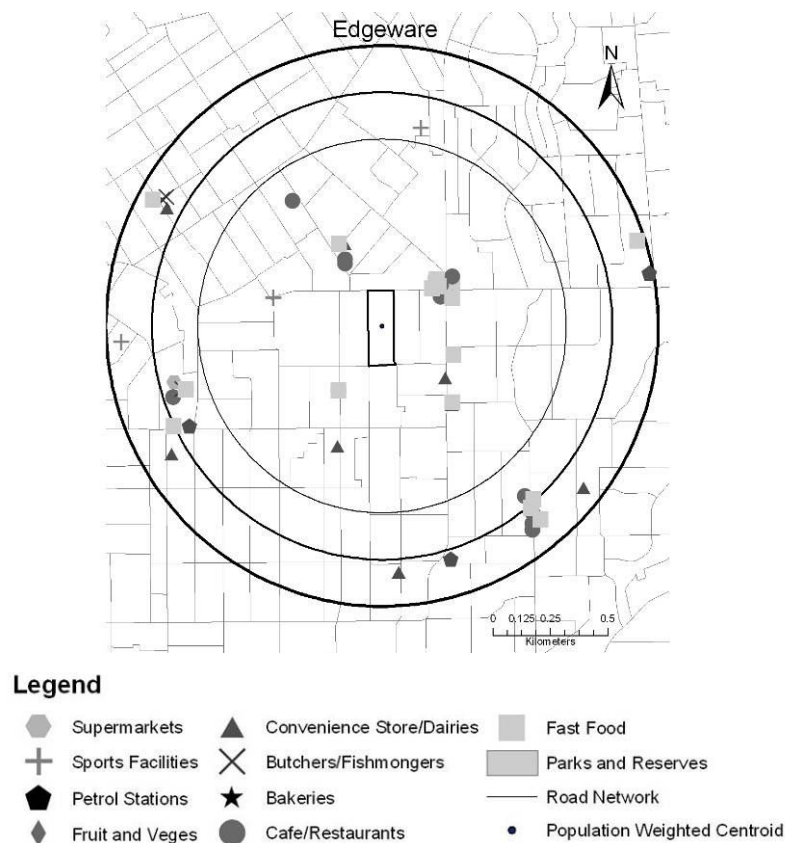 Edgeware
N
0 0.125 0.25 0.5
Kilometers
Legend
Supermarkets Convenience Store/Dairies Fast Food
Sports Facilities Butchers/Fishmongers Parks and Reserves
Petrol Stations Bakeries Road Network
Fruit and Veges Cafe/Restaurants Population Weighted Centroid